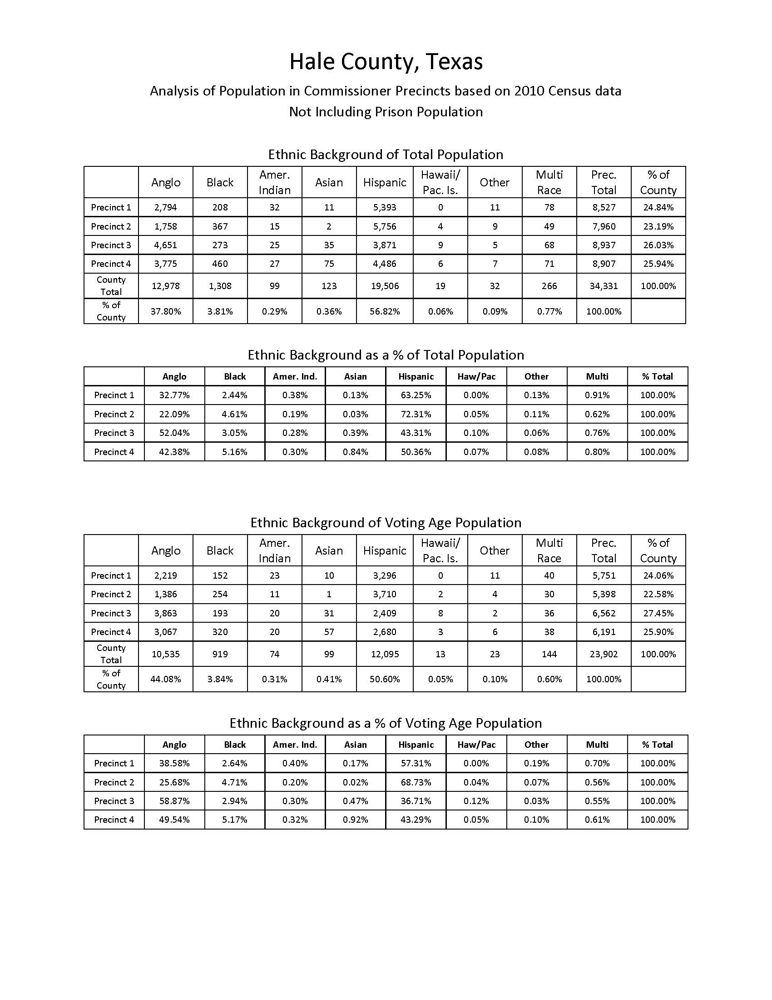 Hale County, Texas
Analysis of Population in Commissioner Precincts based on 2010 Census data
Not Including Prison Population
Ethnic Background of Total Population
Anglo Black Amer. Indian Asian Hispanic Hawaii/ Pac. Is. Other Multi Race Prec. Total % of County
Precinct 1 2,794 208 32 11 5,393 0 11 78 8,527 24.84%
Precinct 2 1,758 367 15 2 5,756 4 9 49 7,960 23.19%
Precinct 3 4,651 273 25 35 3,871 9 5 68 8,937 26.03%
Precinct 4 3,775 460 27 75 4,486 6 7 71 8,907 25.94%
County Total 12,978 1,308 99 123 19,506 19 32 266 34,331 100.00%
% of County 37.80% 3.81% 0.29% 0.36% 56.82% 0.06% 0.09% 0.77% 100.00%
Ethnic Background as a % of Total Population
Anglo Black Amer. Ind. Asian Hispanic Haw/Pac Other Multi % Total
Precinct 1 32.77% 2.44% 0.38% 0.13% 63.25% 0.00% 0.13% 0.91% 100.00%
Precinct 2 22.09% 4.61% 0.19% 0.03% 72.31% 0.05% 0.11% 0.62% 100.00%
Precinct 3 52.04% 3.05% 0.28% 0.39% 43.31% 0.10% 0.06% 0.76% 100.00%
Precinct 4 42.38% 5.16% 0.30% 0.84% 50.36% 0.07% 0.08% 0.80% 100.00%
Ethnic Background of Voting Age Population
Anglo Black Amer. Indian Asian Hispanic Hawaii/ Pac. Is. Other Multi Race Prec. Total % of County
Precinct 1 2,219 152 23 10 3,296 0 11 40 5,751 24.06%
Precinct 2 1,386 254 11 1 3,710 2 4 30 5,398 22.58%
Precinct 3 3,863 193 20 31 2,409 8 2 36 6,562 27.45%
Precinct 4 3,067 320 20 57 2,680 3 6 38 6,191 25.90%
County Total 10,535 919 74 99 12,095 13 23 144 23,902 100.00%
% of County 44.08% 3.84% 0.31% 0.41% 50.60% 0.05% 0.10% 0.60% 100.00%
Ethnic Background as a % of Voting Age Population
Anglo Black Amer. Ind. Asian Hispanic Haw/Pac Other Multi % Total
Precinct 1 38.58% 2.64% 0.40% 0.17% 57.31% 0.00% 0.19% 0.70% 100.00%
Precinct 2 25.68% 4.71% 0.20% 0.02% 68.73% 0.04% 0.07% 0.56% 100.00%
Precinct 3 58.87% 2.94% 0.30% 0.47% 36.71% 0.12% 0.03% 0.55% 100.00%
Precinct 4 49.54% 5.17% 0.32% 0.92% 43.29% 0.05% 0.10% 0.61% 100.00%